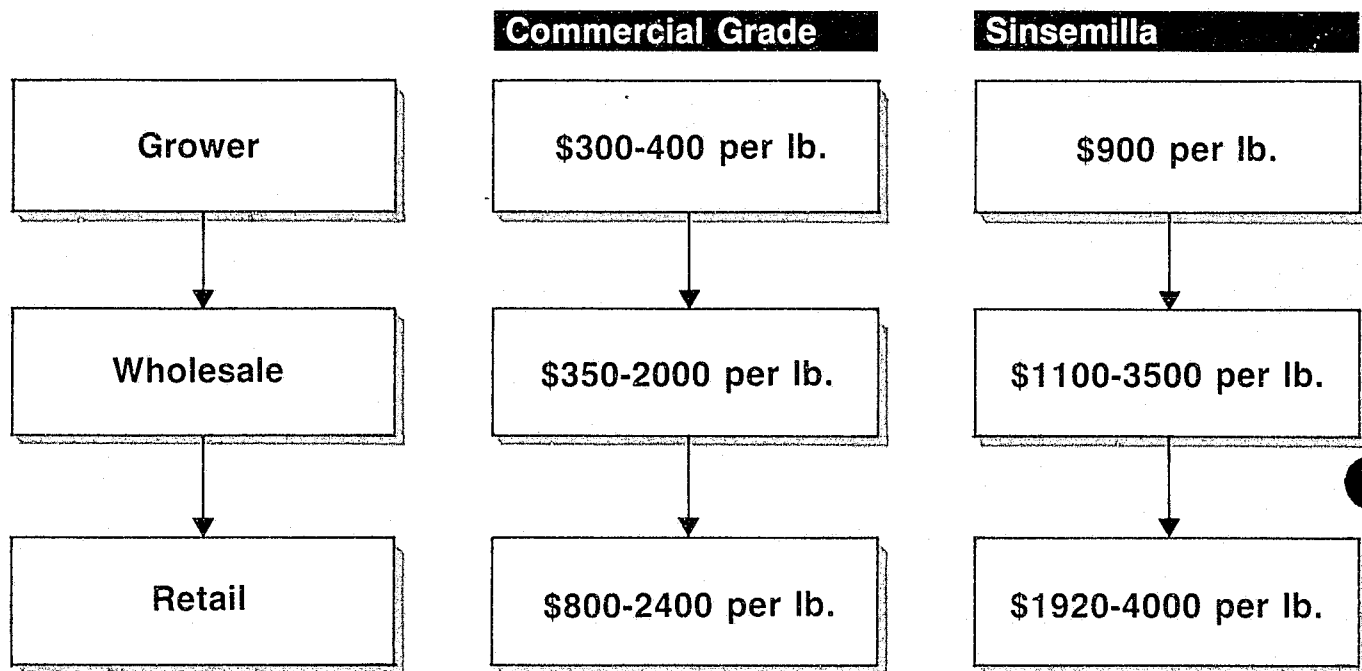 Commercial Grade
Sinsemilla
Grower
$300-400 per lb.
$900 per lb.
Wholesale
$350-2000 per lb.
$1100-3500 per lb.
Retail
$800-2400 per lb.
$1920-4000 per lb.